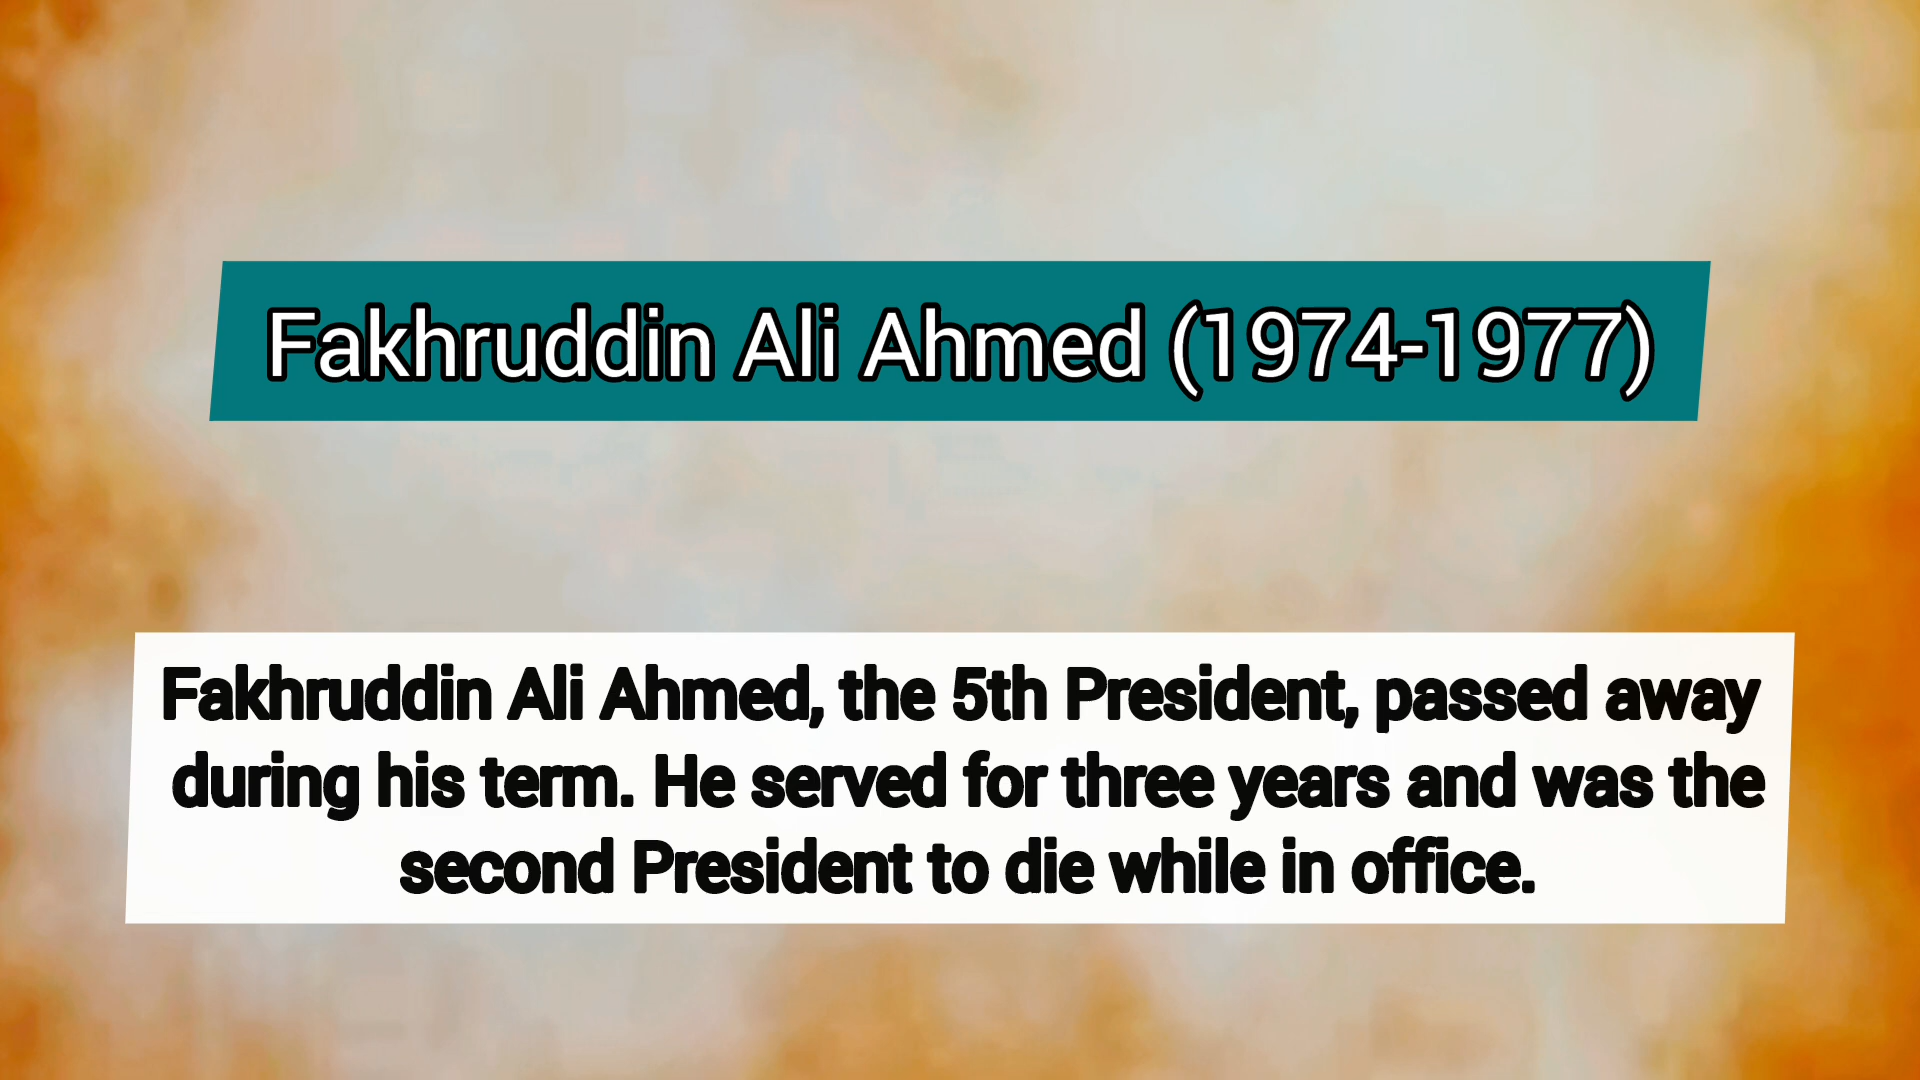 Fakhruddin Ali Ahmed (1974-1977)
Fakhruddin Ali Ahmed, the 5th President, passed away
during his term. He served for three years and was the
second President to die while in office.